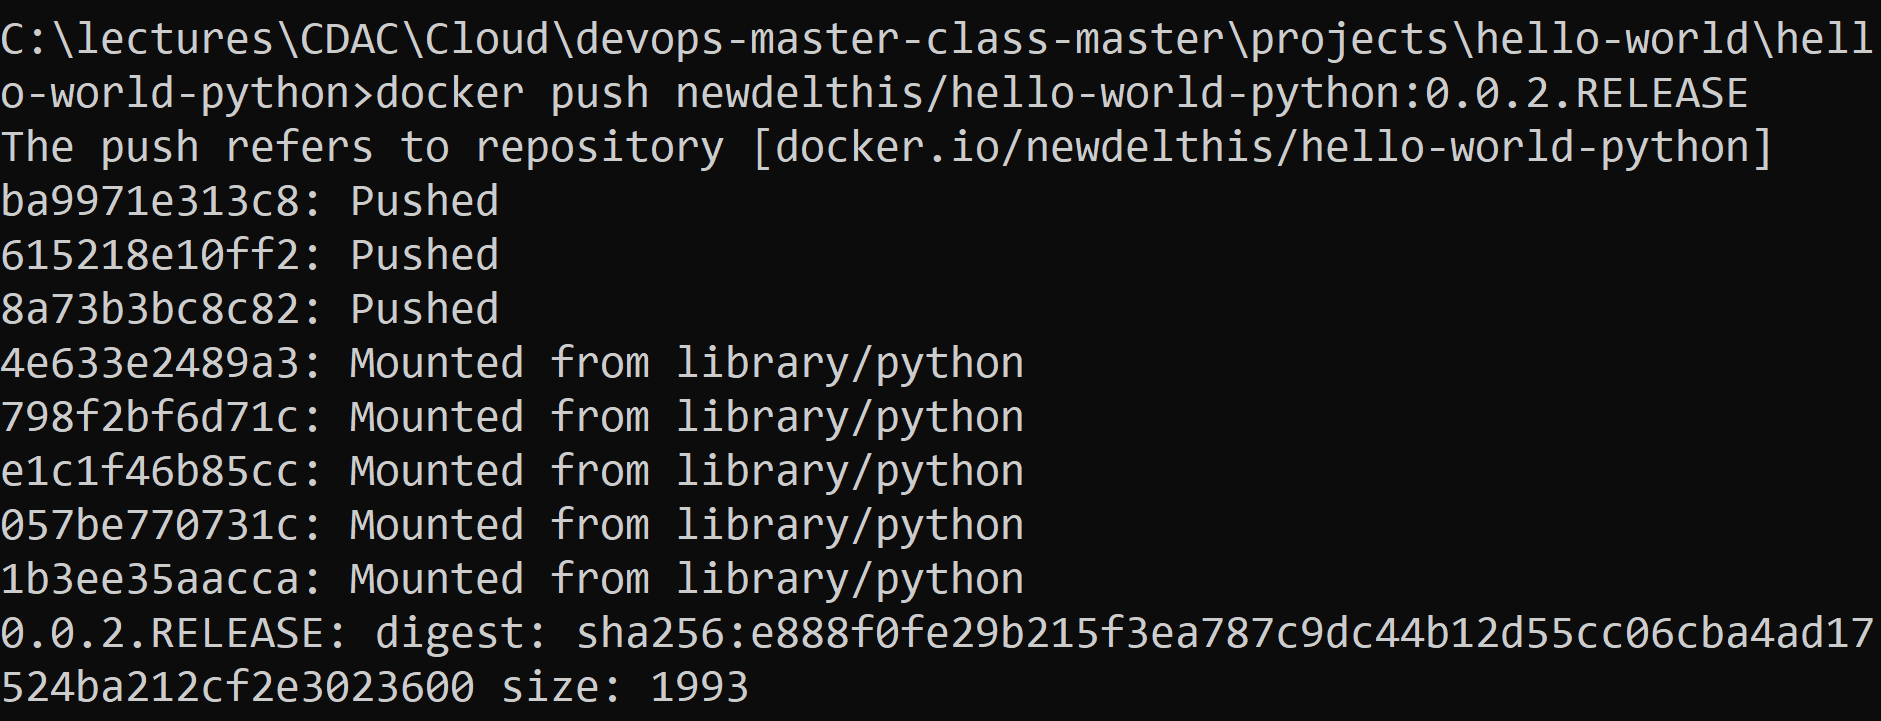 C:\lectures\CDAC\Cloud\devops-master-class-master\projects\hello-world\hell
o-world-python>docker push newdelthis/hello-world-python:0.0.2.RELEASE
The push refers to repository [docker.io/newdelthis/hello-world-python]
ba9971e313c8: Pushed
615218e10ff2: Pushed
8a73b3bc8c82: Pushed
4e633e2489a3: Mounted from library/python
798f2bf6d71c: Mounted from library/python
e1c1f46b85cc: Mounted from library/python
057be770731c: Mounted from library/python
1b3ee35aacca: Mounted from library/python
0.0.2.RELEASE: digest: sha256:e888f0fe29b215f3ea787c9dc44b12d55cc06cba4ad17
524ba212cf2e3023600 size: 1993